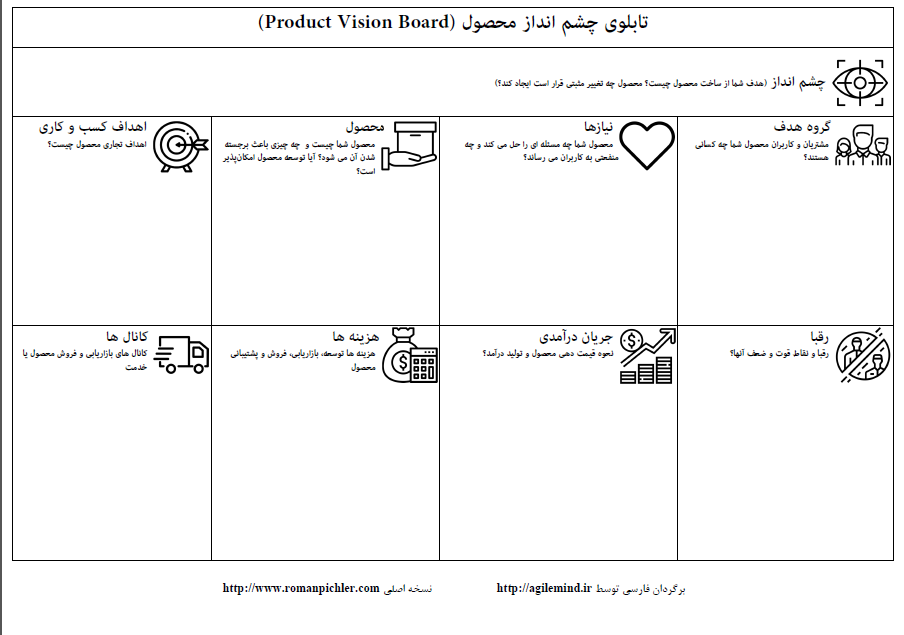 تابلوی چشم انداز محصول (Product Vision Board)
چشم انداز (هدف شما از ساخت محصول چیست؟ محصول چه تغییر مثبتی قرار است ایجاد کند؟)
گروه هدف
مشتریان و کاربران محصول شما چه کسانی
هستند؟
نیازها
محصول شما چه مسئله ای را حل می کند و چه
منفعتی به کاربران می رساند؟
محصول
محصول شما چیست و چه چیزی باعث برجسته
شدن آن می شود؟ آیا توسعه محصول امکان‌پذیر
است؟
اهداف کسب و کاری
اهداف تجاری محصول چیست؟
رقبا
رقبا و نقاط قوت و ضعف آنها؟
جریان درآمدی
نحوه قیمت دهی محصول و تولید درآمد؟
هزینه ها
هزینه ها توسعه، بازاریابی، فروش و پشتیبانی
محصول
کانال ها
کانال های بازاریابی و فروش محصول یا
خدمت
برگردان فارسی توسط http://agilemind.ir
نسخه اصلی http://www.romanpichler.com